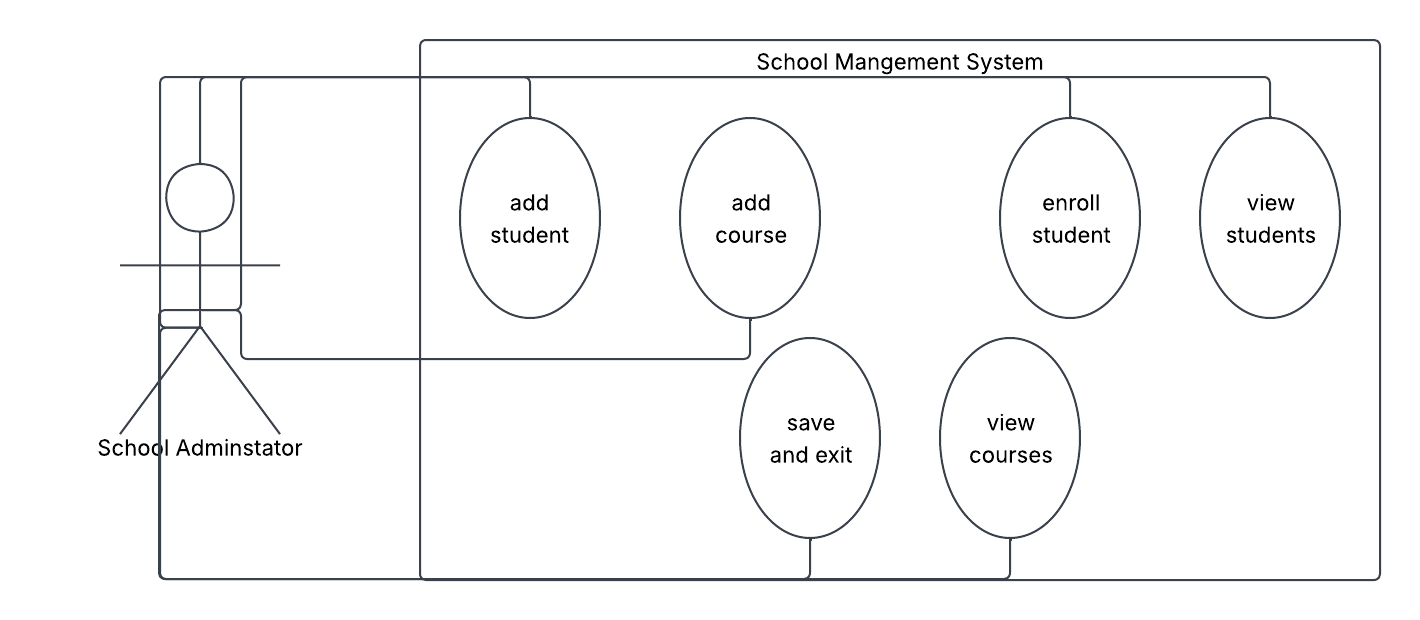 School Mangement System
add
student
add
course
enroll
student
view
students
save
and exit
view
courses
School Adminstator